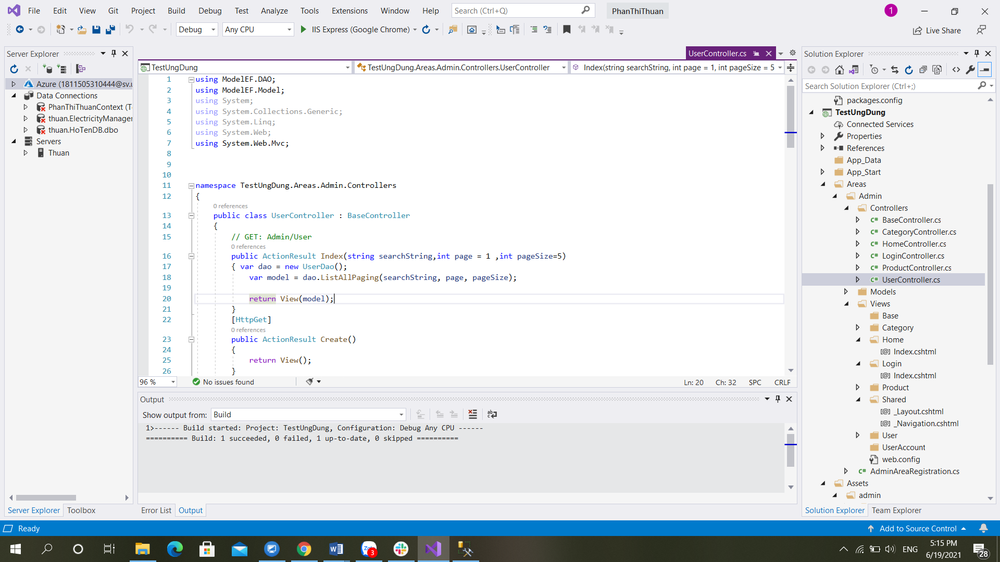 File Edit View Git Project Build Debug Test Analyze Tools Extensions Window Help Search (Ctrl+Q) PhanThiThuan 1
Debug Any CPU IIS Express (Google Chrome) Live Share
Server Explorer
Azure (1811505310444@sv.u
Data Connections
PhanThiThuanContext (T
thuan.ElectricityManager
thuan.HoTenDB.dbo
Servers
Thuan
Server Explorer Toolbox
UserController.cs
TestUngDung TestUngDung.Areas.Admin.Controllers.UserController Index(string searchString, int page = 1, int pageSize = 5
1 using ModelEF.DAO;
2 using ModelEF.Model;
3 using System;
4 using System.Collections.Generic;
5 using System.Linq;
6 using System.Web;
7 using System.Web.Mvc;
8
9
10
11 namespace TestUngDung.Areas.Admin.Controllers
12 {
0 references
13 public class UserController : BaseController
14 {
15 // GET: Admin/User
0 references
16 public ActionResult Index(string searchString,int page = 1 ,int pageSize=5)
17 { var dao = new UserDao();
18 var model = dao.ListAllPaging(searchString, page, pageSize);
19
20 return View(model);
21 }
22 [HttpGet]
0 references
23 public ActionResult Create()
24 {
25 return View();
26 }
96 % No issues found Ln: 20 Ch: 32 SPC CRLF
Output
Show output from: Build
1>------ Build started: Project: TestUngDung, Configuration: Debug Any CPU ------
========== Build: 1 succeeded, 0 failed, 1 up-to-date, 0 skipped ==========
Error List Output
Solution Explorer
Search Solution Explorer (Ctrl+;)
packages.config
TestUngDung
Connected Services
Properties
References
App_Data
App_Start
Areas
Admin
Controllers
C# BaseController.cs
C# CategoryController.cs
C# HomeController.cs
C# LoginController.cs
C# ProductController.cs
C# UserController.cs
Models
Views
Base
Category
Home
[@] Index.cshtml
Login
[@] Index.cshtml
Product
Shared
[@] _Layout.cshtml
[@] _Navigation.cshtml
User
UserAccount
web.config
C# AdminAreaRegistration.cs
Assets
admin
Solution Explorer Team Explorer
Ready Add to Source Control
3 ENG 5:15 PM
6/19/2021 28